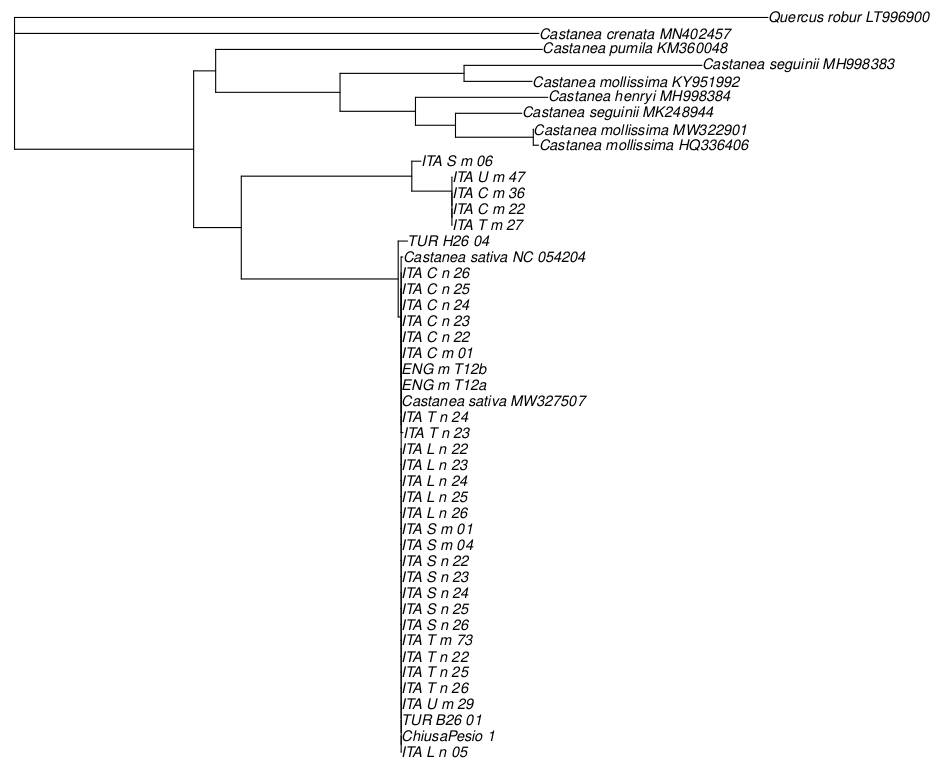 Quercus robur LT996900
Castanea crenata MN402457
Castanea pumila KM360048
Castanea seguinii MH998383
Castanea mollissima KY951992
Castanea henryi MH998384
Castanea seguinii MK248944
Castanea mollissima MW322901
Castanea mollissima HQ336406
ITA S m 06
ITA U m 47
ITA C m 36
ITA C m 22
ITA T m 27
TUR H26 04
Castanea sativa NC 054204
ITA C n 26
ITA C n 25
ITA C n 24
ITA C n 23
ITA C n 22
ITA C m 01
ENG m T12b
ENG m T12a
Castanea sativa MW327507
ITA T n 24
ITA T n 23
ITA L n 22
ITA L n 23
ITA L n 24
ITA L n 25
ITA L n 26
ITA S m 01
ITA S m 04
ITA S n 22
ITA S n 23
ITA S n 24
ITA S n 25
ITA S n 26
ITA T m 73
ITA T n 22
ITA T n 25
ITA T n 26
ITA U m 29
TUR B26 01
ChiusaPesio 1
ITA L n 05